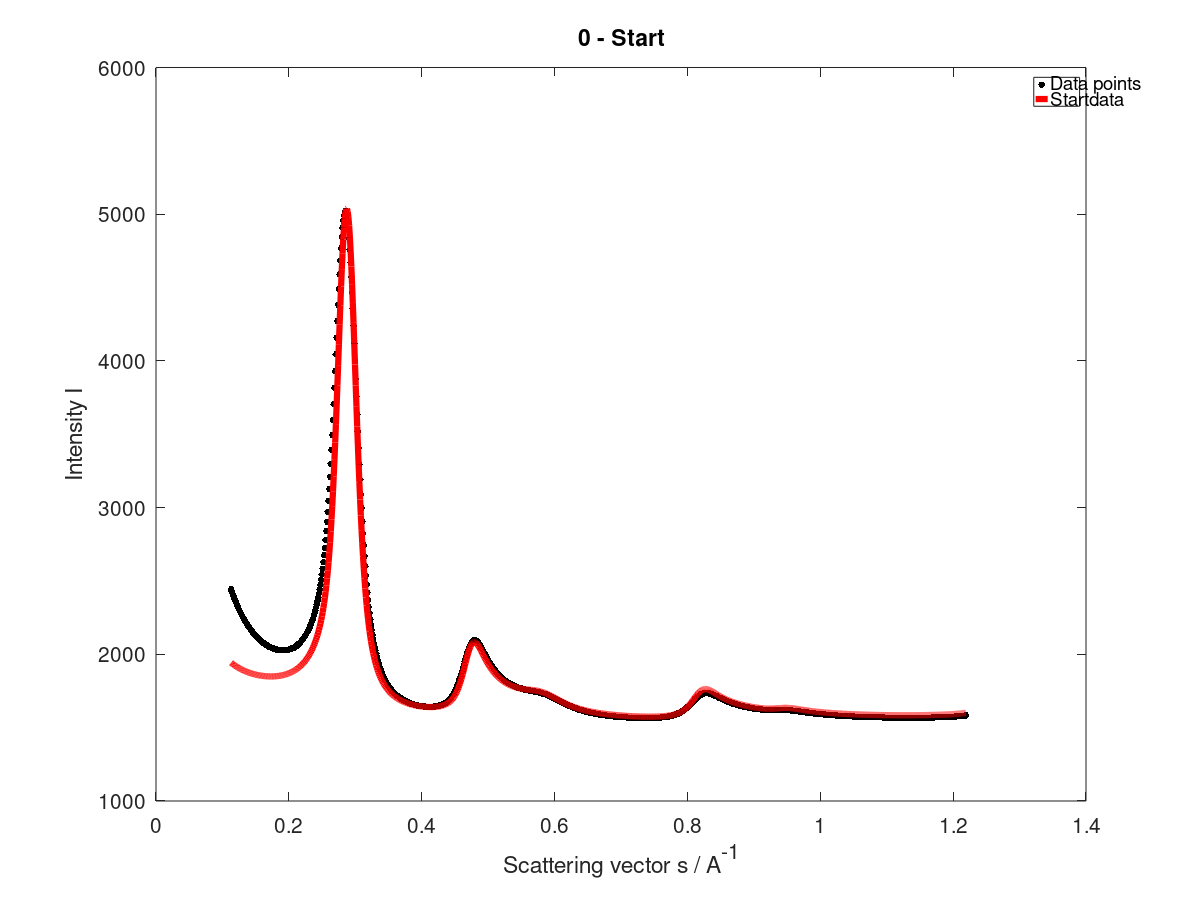 0 - Start
Data points
Startdata
6000
5000
4000
3000
2000
1000
Intensity I
0
0.2
0.4
0.6
0.8
1
1.2
1.4
Scattering vector s / A-1